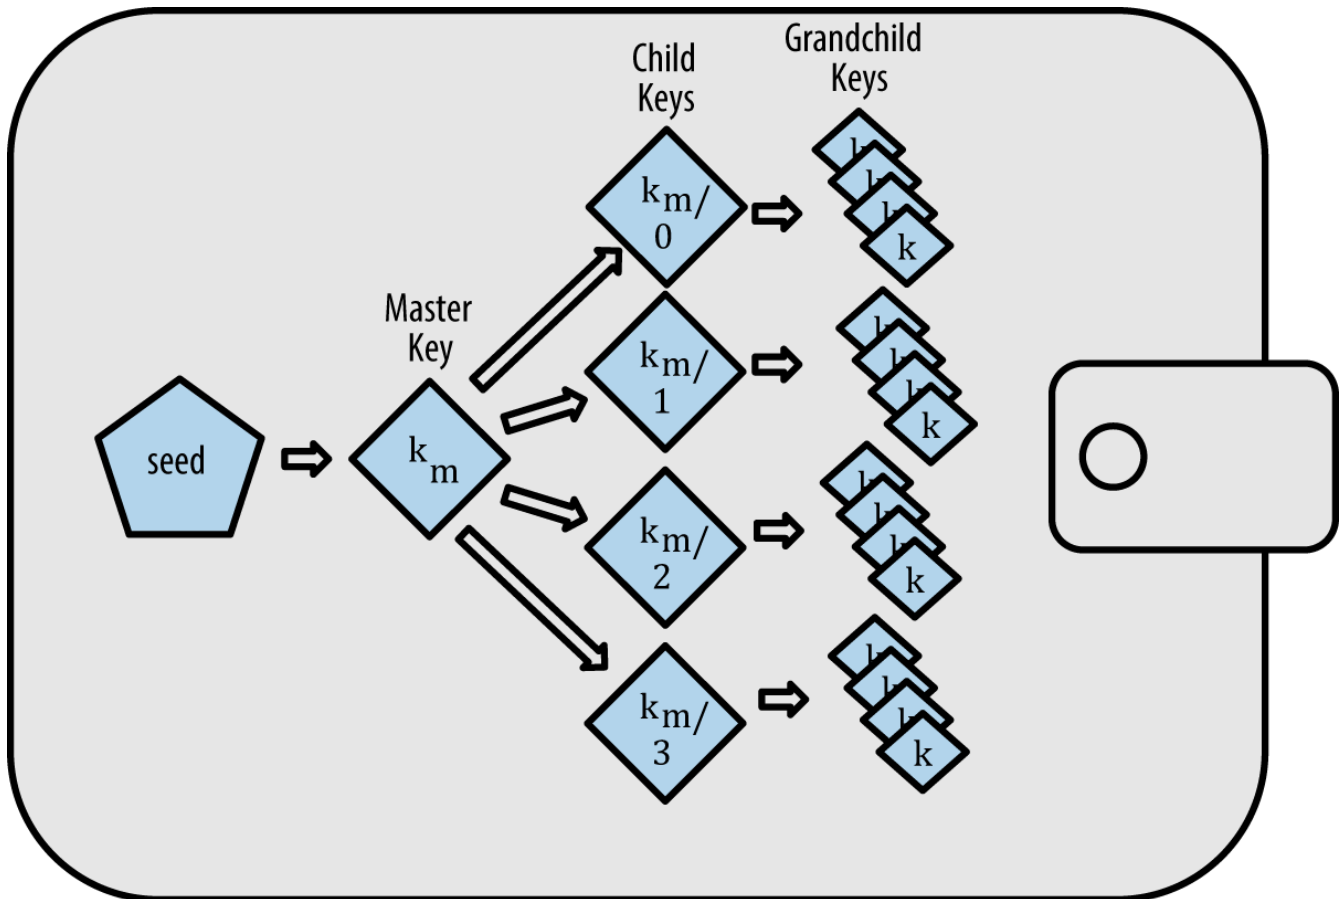 Child
Keys
Grandchild
Keys
Master
Key
seed
k m
k m/
0
k m/
1
k m/
2
k m/
3
k
k
k
k